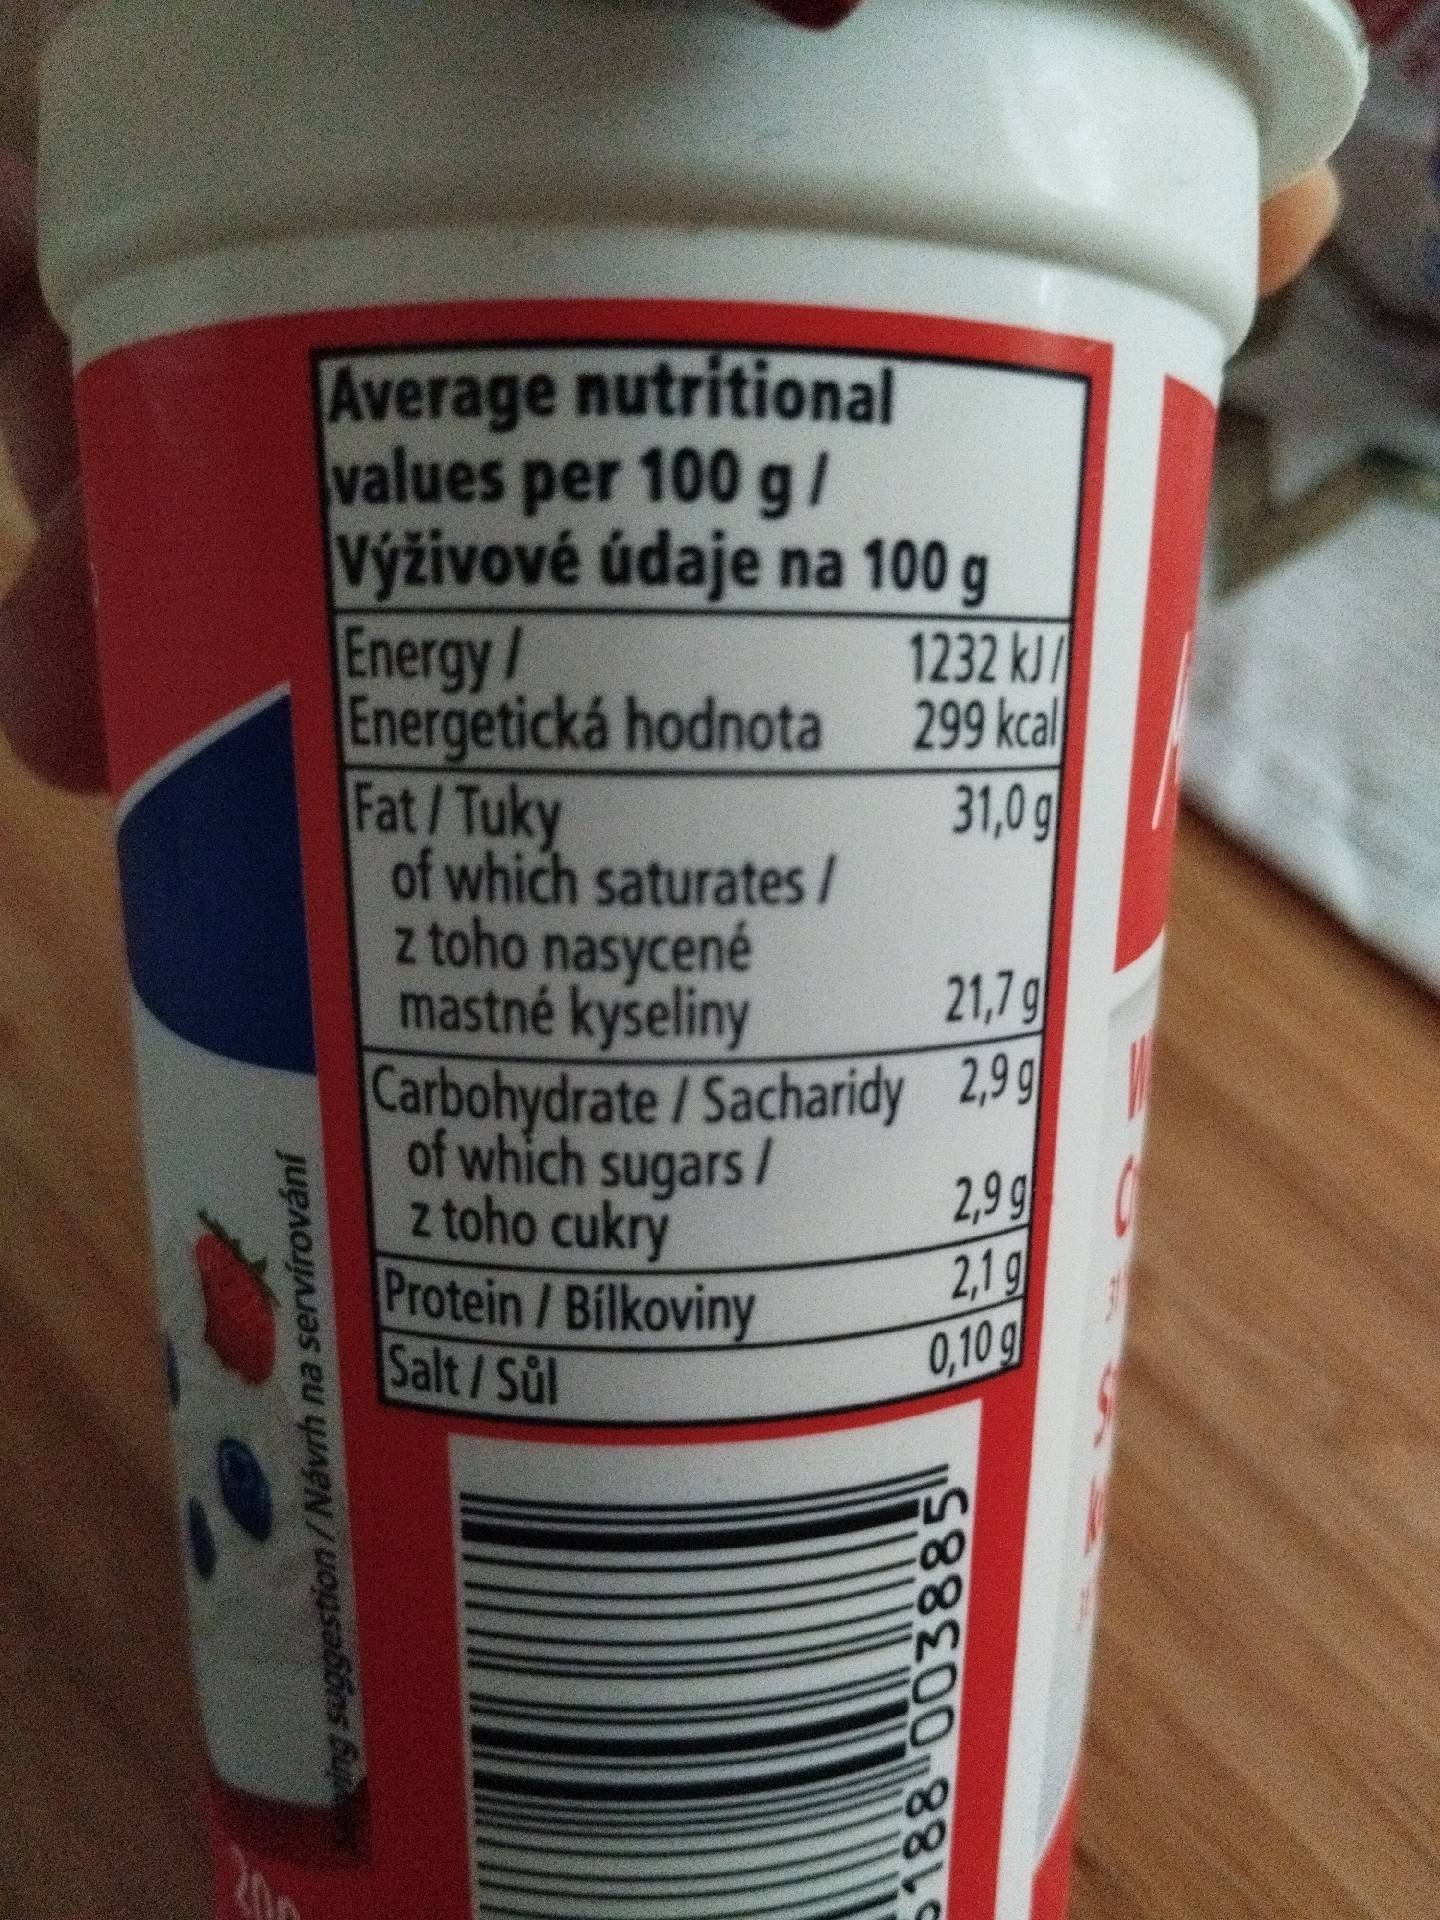 Average nutritional
values per 100 g /
Výživové údaje na 100 g
Energy / 1232 kJ /
Energetická hodnota 299 kcal
Fat / Tuky 31,0 g
of which saturates /
z toho nasycené
mastné kyseliny 21,7 g
Carbohydrate / Sacharidy 2,9 g
of which sugars /
z toho cukry 2,9 g
Protein / Bílkoviny 2,1 g
Salt / Sůl 0,10 g
suggestion / Návrh na servírování
188 003885